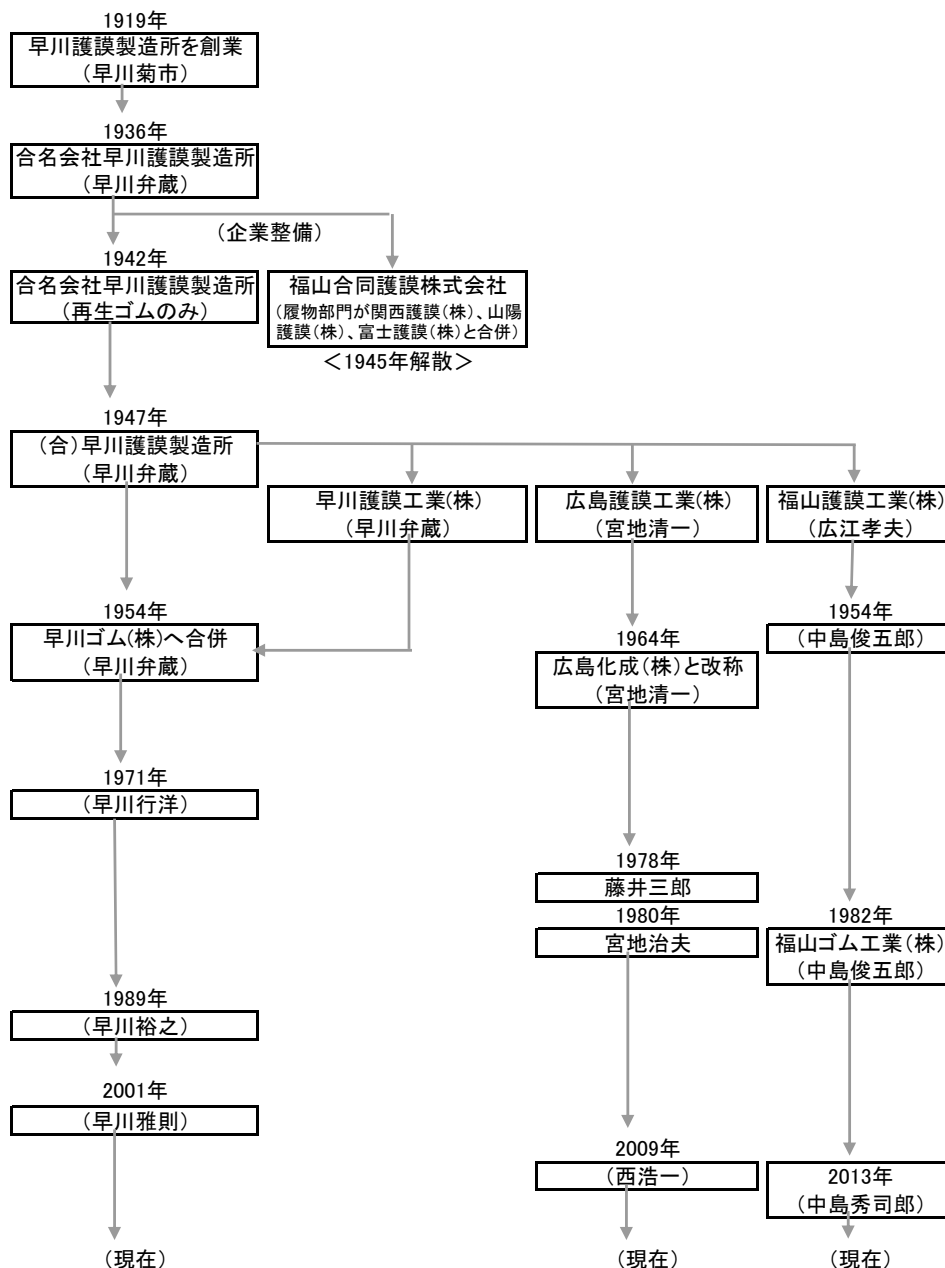 1919年
早川護謨製造所を創業
(早川菊市)
1936年
合名会社早川護謨製造所
(早川弁蔵)
(企業整備)
1942年
合名会社早川護謨製造所
(再生ゴムのみ)
福山合同護謨株式会社
(履物部門が関西護謨(株)、山陽
護謨(株)、富士護謨(株)と合併)
＜1945年解散＞
1947年
(合)早川護謨製造所
(早川弁蔵)
早川護謨工業(株)
(早川弁蔵)
広島護謨工業(株)
(宮地清一)
福山護謨工業(株)
(広江孝夫)
1954年
早川ゴム(株)へ合併
(早川弁蔵)
1964年
広島化成(株)と改称
(宮地清一)
1954年
(中島俊五郎)
1971年
(早川行洋)
1978年
藤井三郎
1980年
宮地治夫
1982年
福山ゴム工業(株)
(中島俊五郎)
1989年
(早川裕之)
2001年
(早川雅則)
2009年
(西浩一)
2013年
(中島秀司郎)
(現在)
(現在)
(現在)